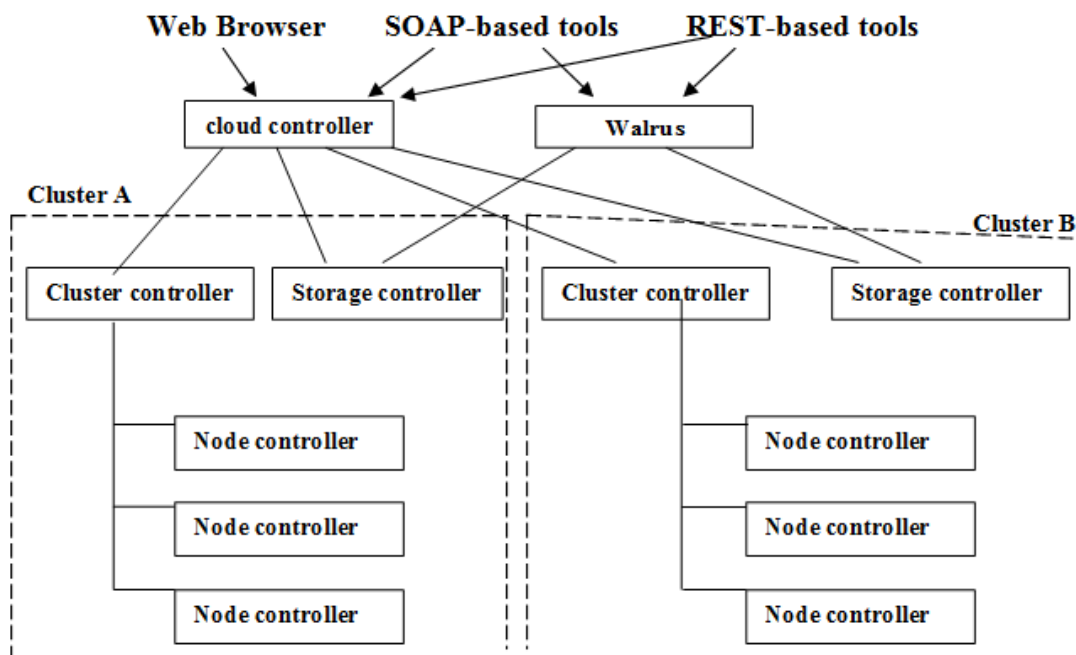 Web Browser
SOAP-based tools
REST-based tools
cloud controller
Walrus
Cluster A
Cluster B
Cluster controller
Storage controller
Cluster controller
Storage controller
Node controller
Node controller
Node controller
Node controller
Node controller
Node controller